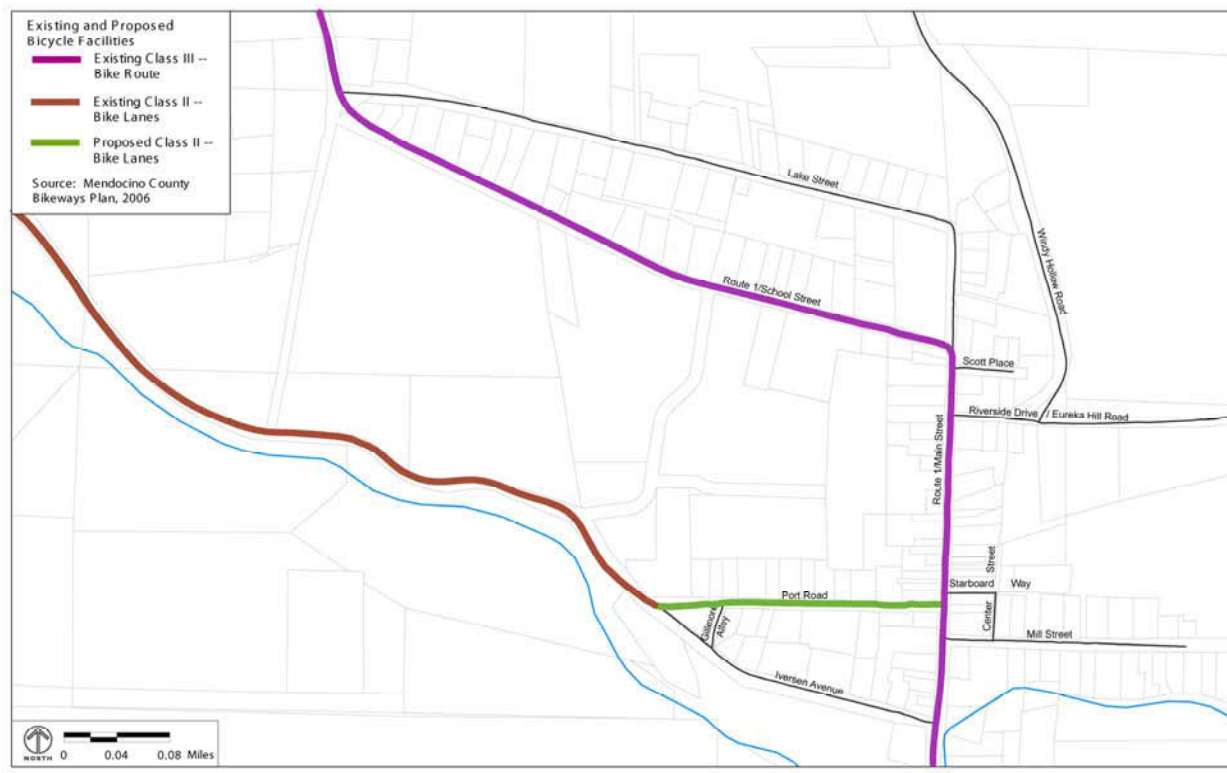 Existing and Proposed
Bicycle Facilities
Existing Class III --
Bike Route
Existing Class II --
Bike Lanes
Proposed Class II --
Bike Lanes
Source: Mendocino County
Bikeways Plan, 2006
Lake Street
Windy Hollow Road
Route 1/School Street
Scott Place
Riverside Drive / Eureka Hill Road
Route 1/Main Street
Center Street
Starboard Way
Port Road
Gillmore
Alley
Mill Street
Iversen Avenue
NORTH
0 0.04 0.08 Miles